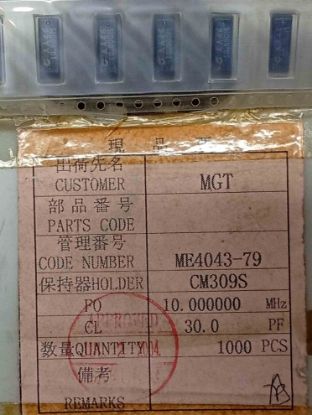 現 品
出荷先名
CUSTOMER MGT
部品番号
PARTS CODE
管理番号
CODE NUMBER ME4043-79
保持器HOLDER CM309S
FO 10.000000 MHz
CL 30.0 PF
数量QUANTITY 1000 PCS
備考
REMARKS
APPROVED